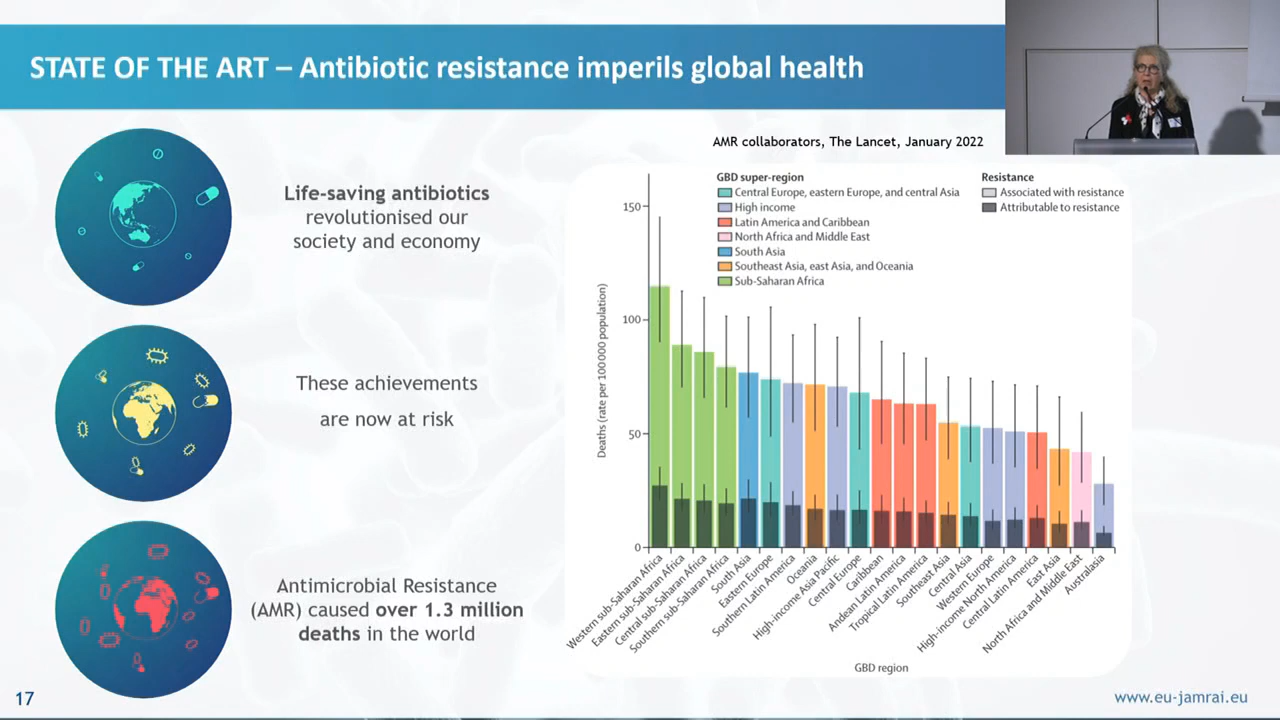 STATE OF THE ART – Antibiotic resistance imperils global health
AMR collaborators, The Lancet, January 2022
Life-saving antibiotics
revolutionised our
society and economy
These achievements
are now at risk
Antimicrobial Resistance
(AMR) caused over 1.3 million
deaths in the world
GBD super-region
Central Europe, eastern Europe, and central Asia
High income
Latin America and Caribbean
North Africa and Middle East
South Asia
Southeast Asia, east Asia, and Oceania
Sub-Saharan Africa
Resistance
Associated with resistance
Attributable to resistance
Deaths (rate per 100 000 population)
150
100
50
0
Western sub-Saharan Africa
Eastern sub-Saharan Africa
Central sub-Saharan Africa
Southern sub-Saharan Africa
South Asia
Eastern Europe
Southern Latin America
Oceania
High-income Asia Pacific
Central Europe
Caribbean
Andean Latin America
Tropical Latin America
Southeast Asia
Central Asia
Western Europe
High-income North America
Central Latin America
East Asia
North Africa and Middle East
Australasia
GBD region
17
www.eu-jamrai.eu